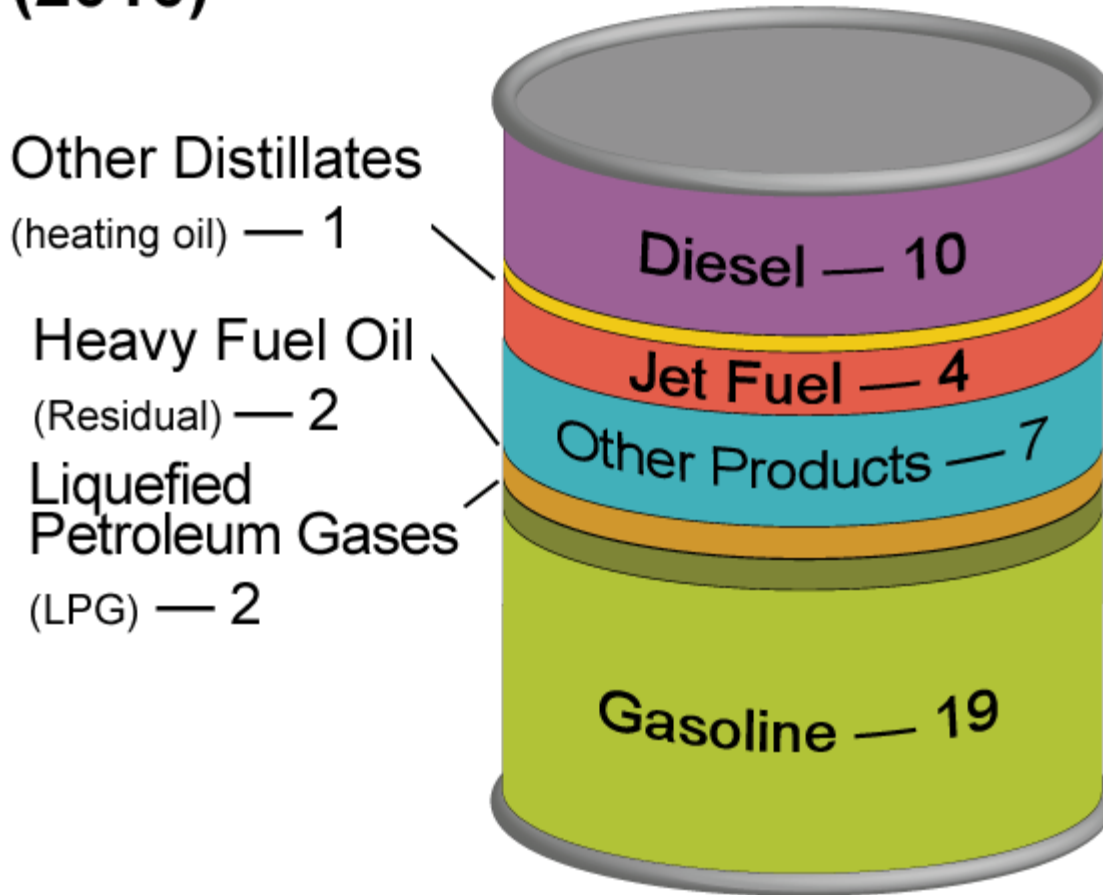 Other Distillates
(heating oil) — 1
Heavy Fuel Oil
(Residual) — 2
Liquefied
Petroleum Gases
(LPG) — 2
Diesel — 10
Jet Fuel — 4
Other Products — 7
Gasoline — 19